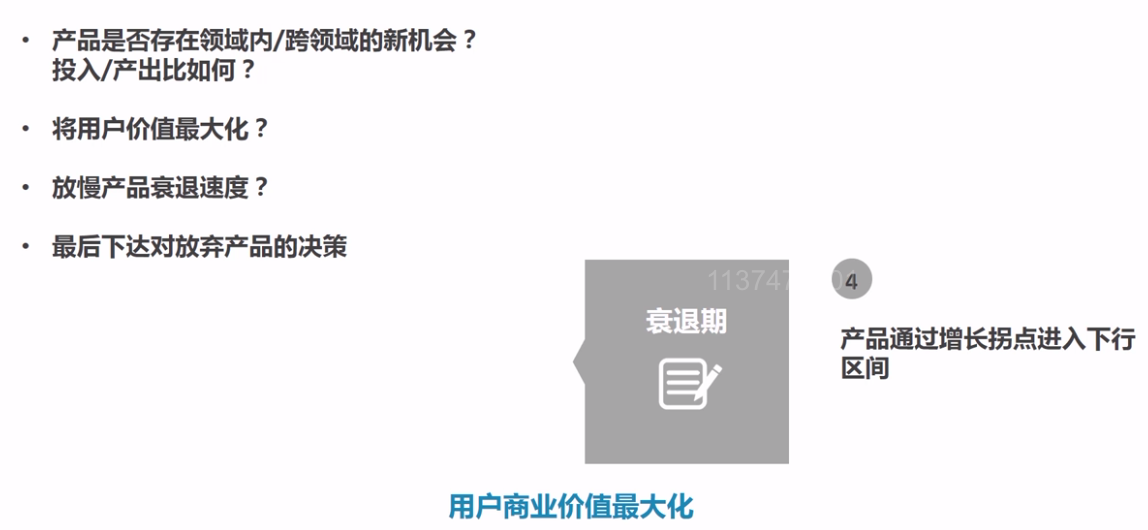 • 产品是否存在领域内/跨领域的新机会？
投入/产出比如何？
• 将用户价值最大化？
• 放慢产品衰退速度？
• 最后下达对放弃产品的决策
衰退期
4
产品通过增长拐点进入下行
区间
用户商业价值最大化